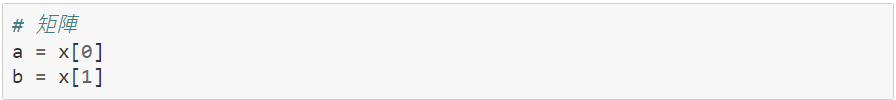 # 矩陣
a = x[0]
b = x[1]